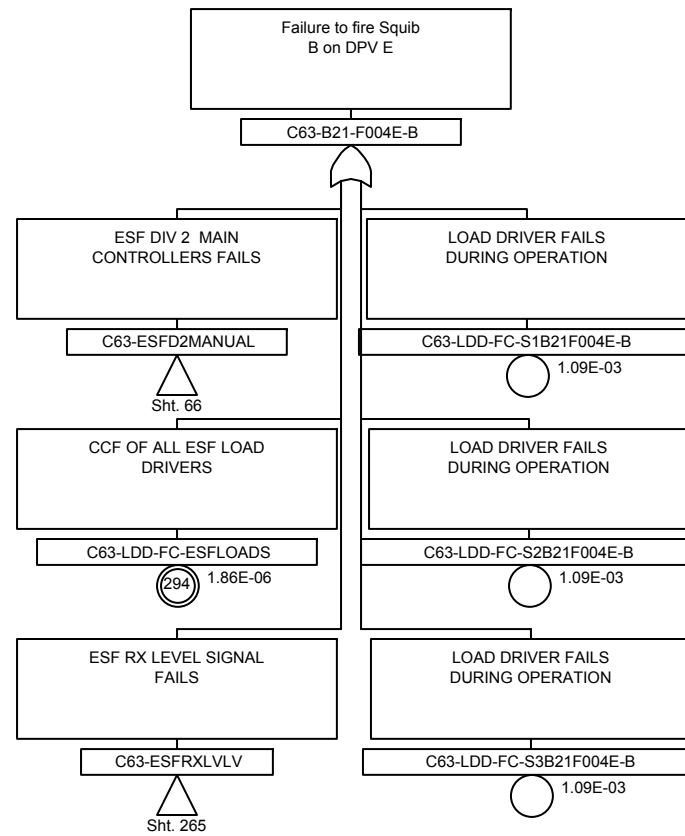 Failure to fire Squib
B on DPV E
C63-B21-F004E-B
ESF DIV 2 MAIN
CONTROLLERS FAILS
C63-ESFD2MANUAL
Sht. 66
LOAD DRIVER FAILS
DURING OPERATION
C63-LDD-FC-S1B21F004E-B
1.09E-03
CCF OF ALL ESF LOAD
DRIVERS
C63-LDD-FC-ESFLOADS
294
1.86E-06
LOAD DRIVER FAILS
DURING OPERATION
C63-LDD-FC-S2B21F004E-B
1.09E-03
ESF RX LEVEL SIGNAL
FAILS
C63-ESFRXLVLV
Sht. 265
LOAD DRIVER FAILS
DURING OPERATION
C63-LDD-FC-S3B21F004E-B
1.09E-03